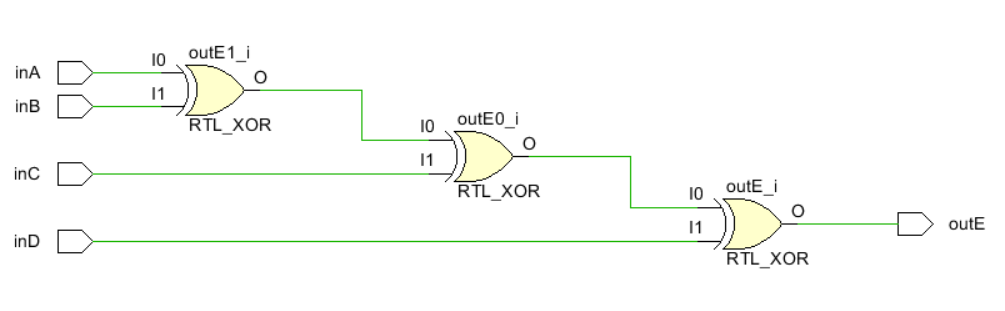 outE1_i
inA
I0
O
inB
I1
RTL_XOR
outE0_i
I0
O
inC
I1
RTL_XOR
outE_i
I0
O
outE
inD
I1
RTL_XOR